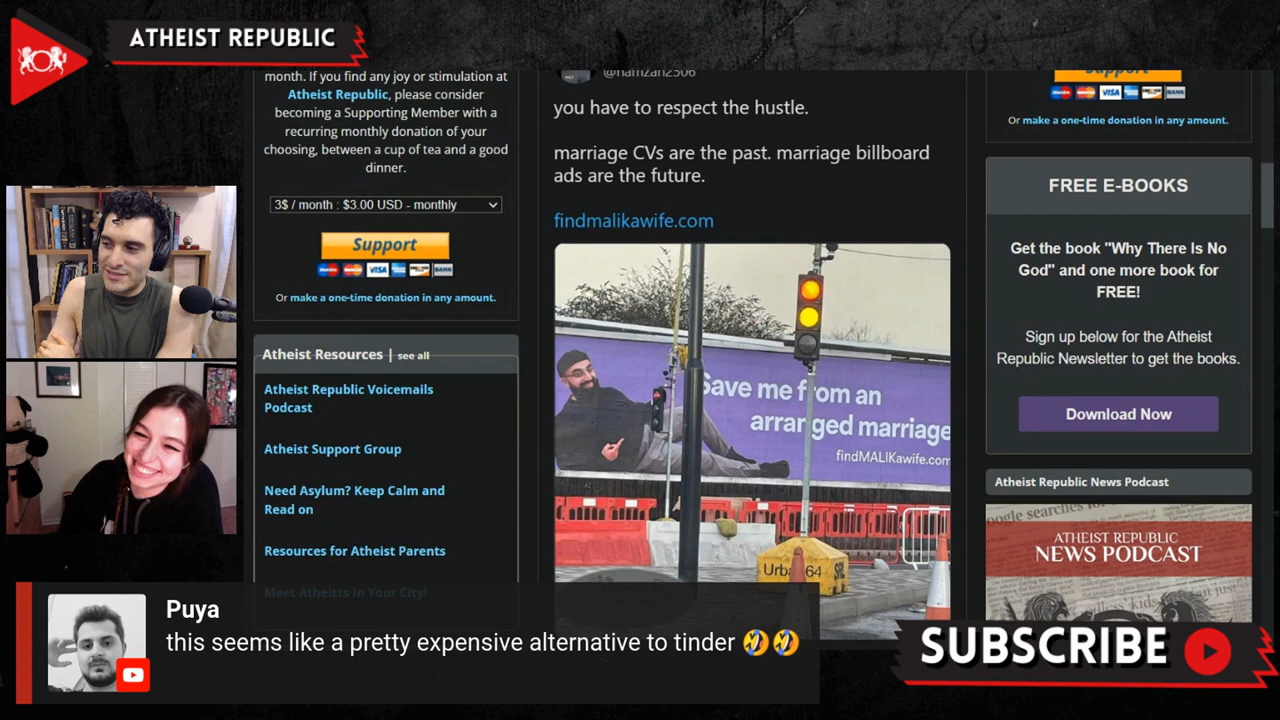 ATHEIST REPUBLIC
month. If you find any joy or stimulation at
Atheist Republic, please consider
becoming a Supporting Member with a
recurring monthly donation of your
choosing, between a cup of tea and a good
dinner.
3$ / month : $3.00 USD - monthly
Support
VISA
BANK
Or make a one-time donation in any amount.
Atheist Resources | see all
Atheist Republic Voicemails
Podcast
Atheist Support Group
Need Asylum? Keep Calm and
Read on
Resources for Atheist Parents
Meet Atheists In Your City!
@hamzah2506
you have to respect the hustle.
marriage CVs are the past. marriage billboard
ads are the future.
findmalikawife.com
Save me from an
arranged marriage
findMALIKawife.com
SRL
Support
VISA
BANK
Or make a one-time donation in any amount.
FREE E-BOOKS
Get the book "Why There Is No
God" and one more book for
FREE!
Sign up below for the Atheist
Republic Newsletter to get the books.
Download Now
Atheist Republic News Podcast
ATHEIST REPUBLIC
NEWS PODCAST
Puya
this seems like a pretty expensive alternative to tinder 🤣🤣
SUBSCRIBE